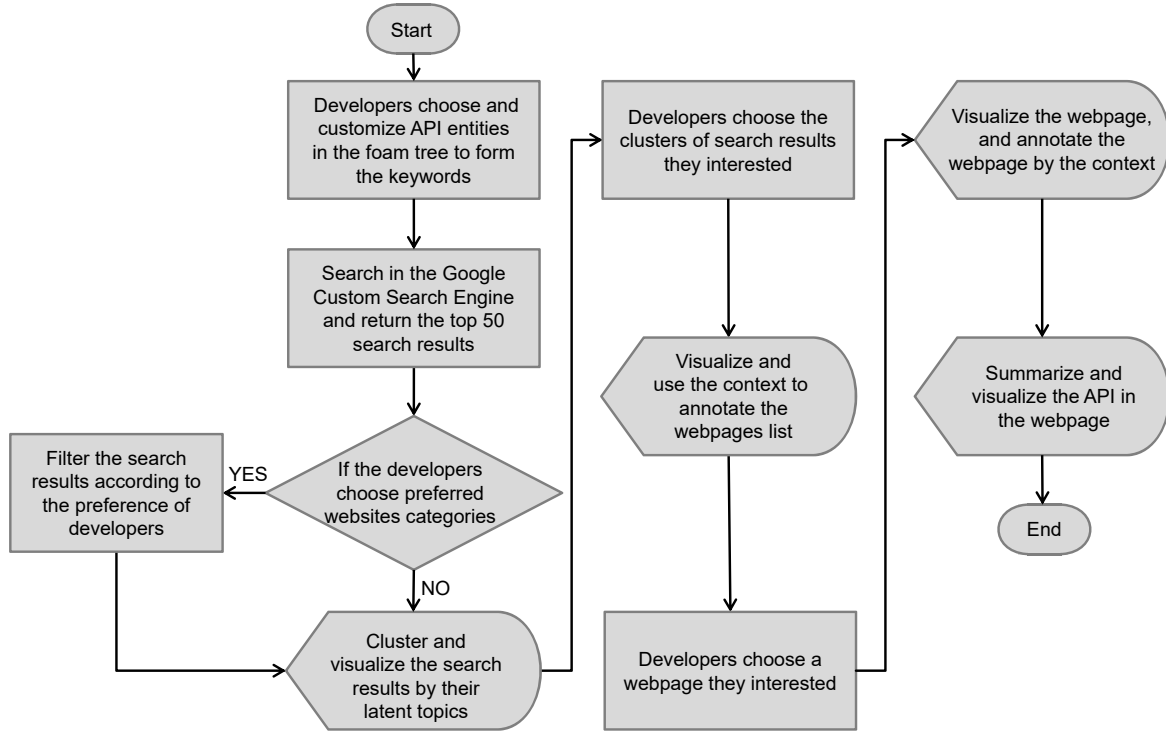 Start
Developers choose and
customize API entities
in the foam tree to form
the keywords
Search in the Google
Custom Search Engine
and return the top 50
search results
If the developers
choose preferred
websites categories
YES
Filter the search
results according to
the preference of
developers
NO
Cluster and
visualize the search
results by their
latent topics
Developers choose the
clusters of search results
they interested
Visualize and
use the context to
annotate the
webpages list
Developers choose a
webpage they interested
Visualize the webpage,
and annotate the
webpage by the context
Summarize and
visualize the API in
the webpage
End